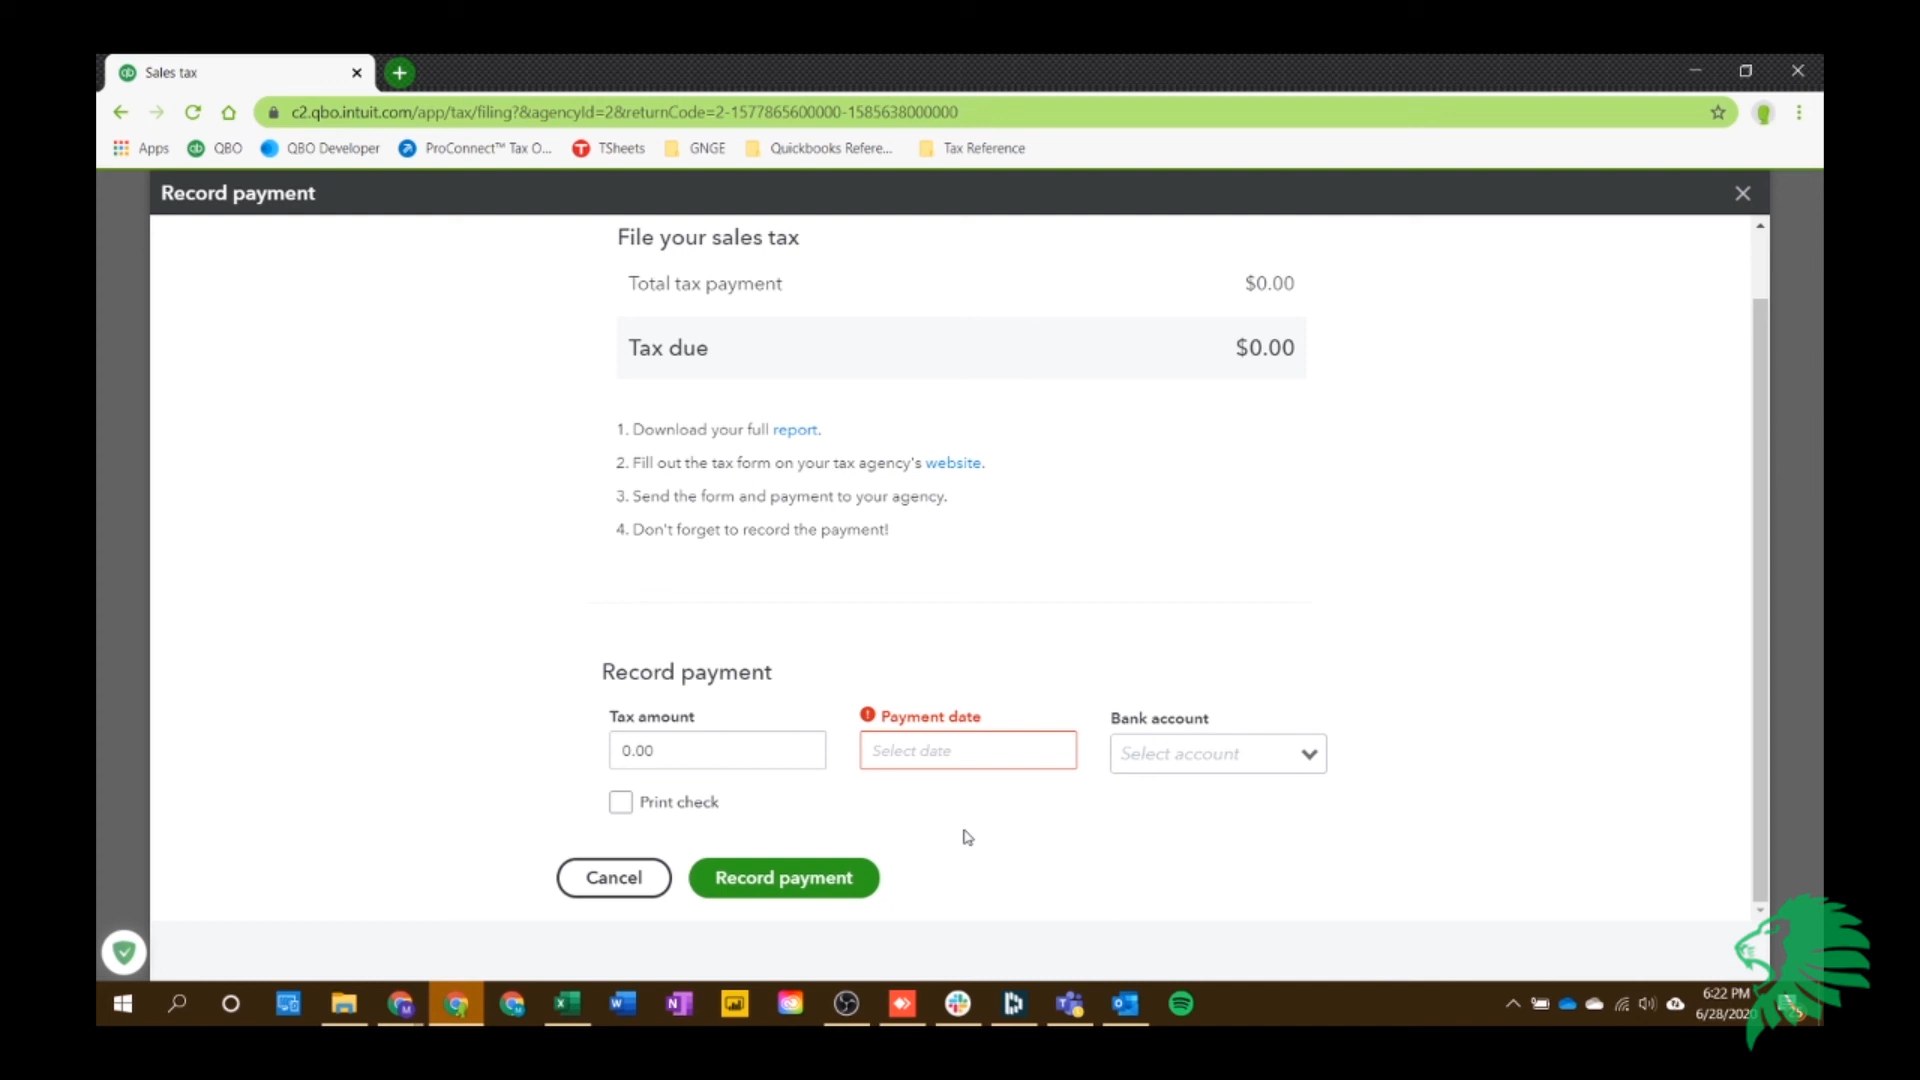 Sales tax
c2.qbo.intuit.com/app/tax/filing?&agencyId=2&returnCode=2-1577865600000-1585638000000
Apps QBO QBO Developer ProConnect™ Tax O... TSheets GNGE Quickbooks Refere... Tax Reference
Record payment
File your sales tax
Total tax payment $0.00
Tax due $0.00
1. Download your full report.
2. Fill out the tax form on your tax agency's website.
3. Send the form and payment to your agency.
4. Don't forget to record the payment!
Record payment
Tax amount Payment date Bank account
0.00 Select date Select account
Print check
Cancel Record payment
6:22 PM
6/28/2020
25